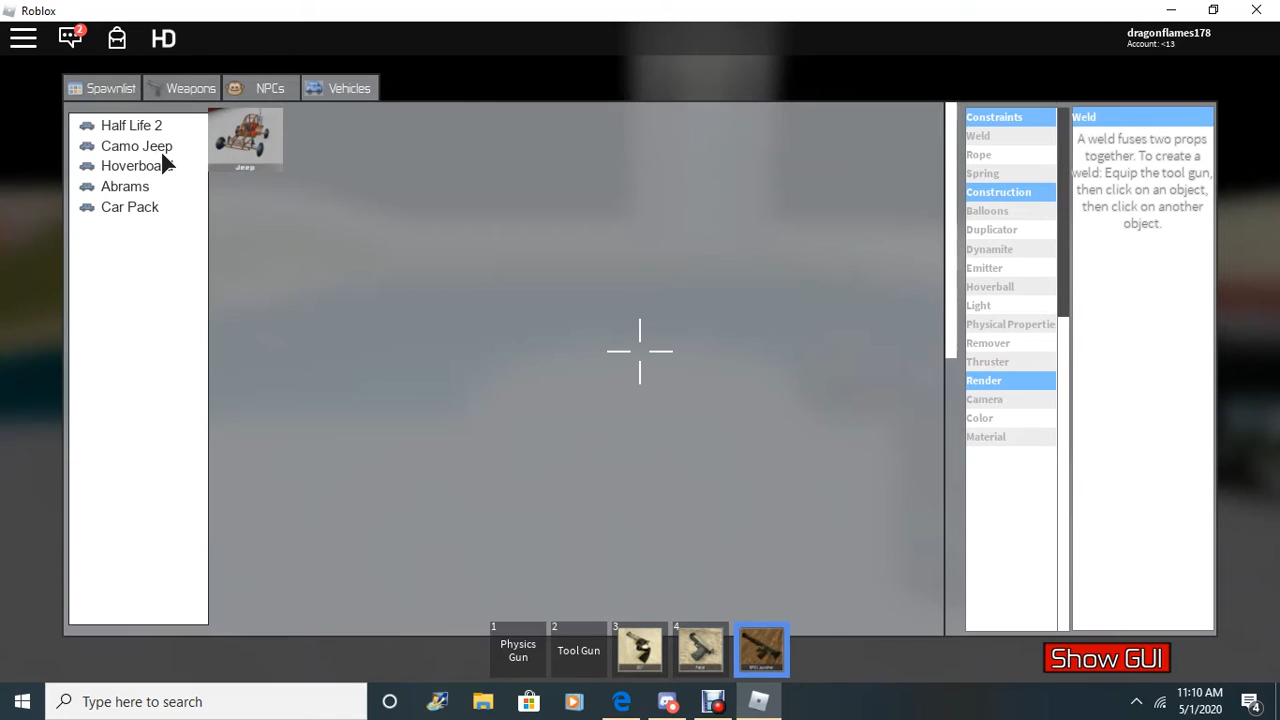 Roblox
2
HD
dragonflames178
Account: <13
Spawnlist
Weapons
NPCs
Vehicles
Half Life 2
Camo Jeep
Abrams
Car Pack
Jeep
Constraints
Weld
Rope
Spring
Construction
Balloons
Duplicator
Dynamite
Emitter
Hoverball
Light
Physical Propertie
Remover
Thruster
Render
Camera
Color
Material
Weld
A weld fuses two props
together. To create a
weld: Equip the tool gun,
then click on an object,
then click on another
object.
1
Physics
Gun
2
Tool Gun
3
4
Show GUI
Type here to search
11:10 AM
5/1/2020
4